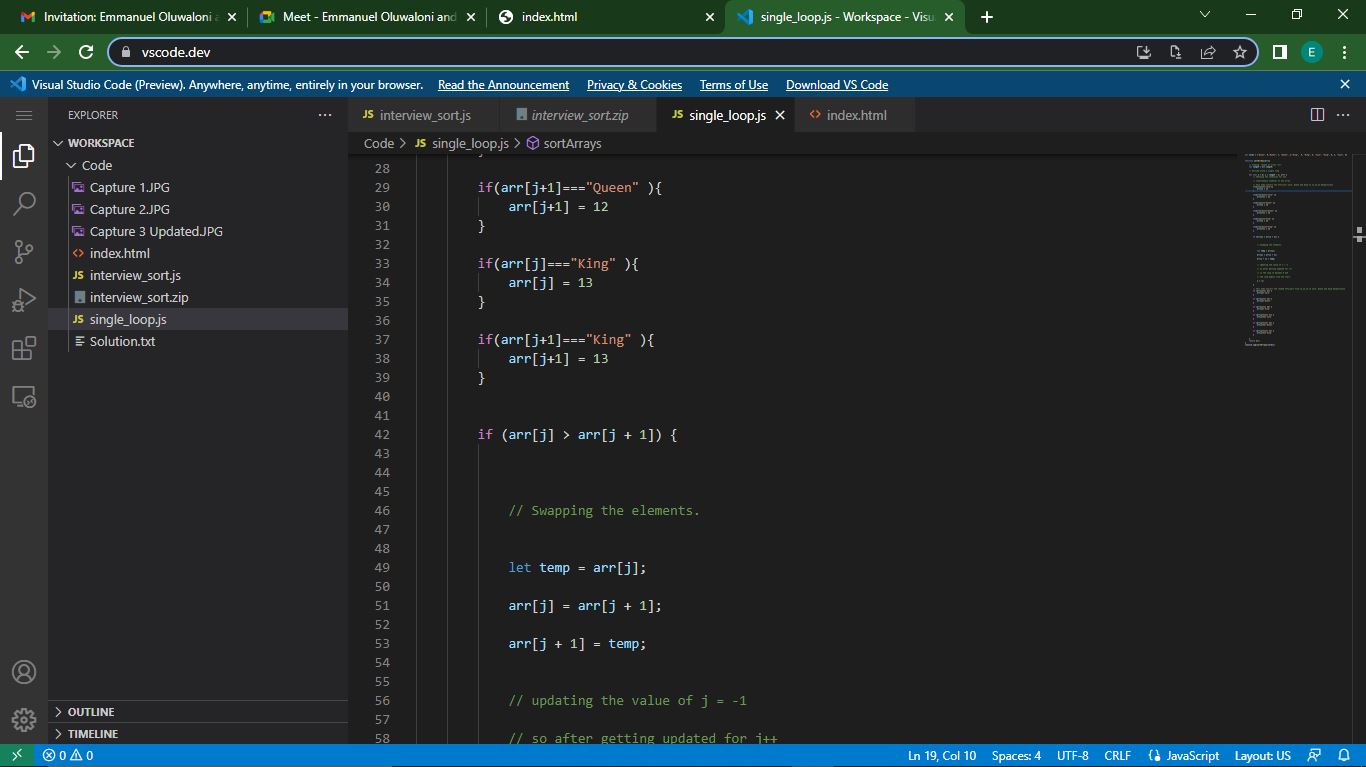 Invitation: Emmanuel Oluwaloni a
Meet - Emmanuel Oluwaloni and
index.html
single_loop.js - Workspace - Visu
vscode.dev
E
Visual Studio Code (Preview). Anywhere, anytime, entirely in your browser. Read the Announcement Privacy & Cookies Terms of Use Download VS Code
EXPLORER
WORKSPACE
Code
Capture 1.JPG
Capture 2.JPG
Capture 3 Updated.JPG
index.html
JS interview_sort.js
interview_sort.zip
JS single_loop.js
Solution.txt
OUTLINE
TIMELINE
JS interview_sort.js
interview_sort.zip
JS single_loop.js
index.html
Code > JS single_loop.js > sortArrays
28
29 if(arr[j+1]==="Queen" ){
30 arr[j+1] = 12
31 }
32
33 if(arr[j]==="King" ){
34 arr[j] = 13
35 }
36
37 if(arr[j+1]==="King" ){
38 arr[j+1] = 13
39 }
40
41
42 if (arr[j] > arr[j + 1]) {
43
44
45
46 // Swapping the elements.
47
48
49 let temp = arr[j];
50
51 arr[j] = arr[j + 1];
52
53 arr[j + 1] = temp;
54
55
56 // updating the value of j = -1
57
58 // so after getting updated for j++
0 0
Ln 19, Col 10 Spaces: 4 UTF-8 CRLF {} JavaScript Layout: US